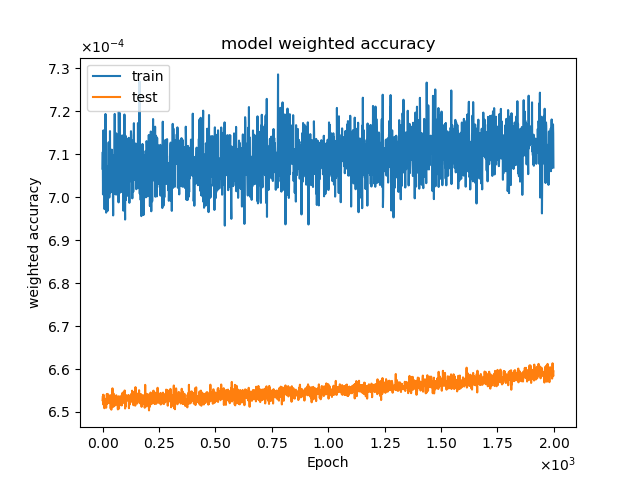 model weighted accuracy
×10⁻⁴
train
test
7.3
7.2
7.1
7.0
6.9
6.8
6.7
6.6
6.5
weighted accuracy
0.00 0.25 0.50 0.75 1.00 1.25 1.50 1.75 2.00
Epoch
×10³